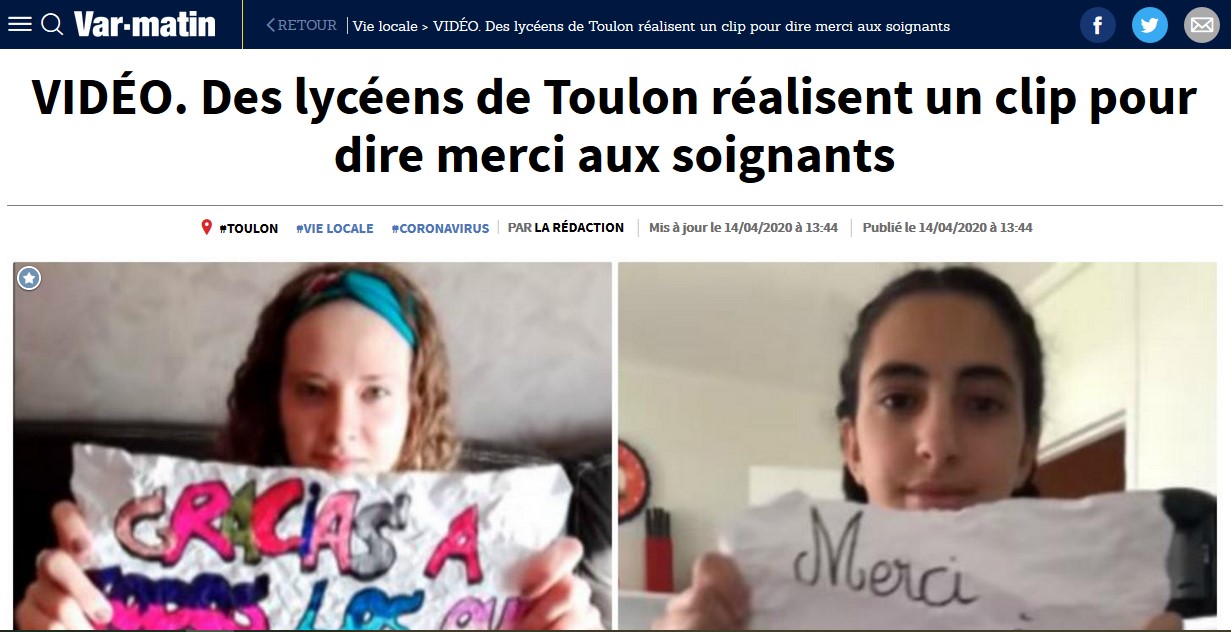 Var-matin
RETOUR
Vie locale > VIDÉO. Des lycéens de Toulon réalisent un clip pour dire merci aux soignants
VIDÉO. Des lycéens de Toulon réalisent un clip pour
dire merci aux soignants
#TOULON #VIE LOCALE #CORONAVIRUS PAR LA RÉDACTION Mis à jour le 14/04/2020 à 13:44 Publié le 14/04/2020 à 13:44
GRACIAS A
TODOS LOS
Merci